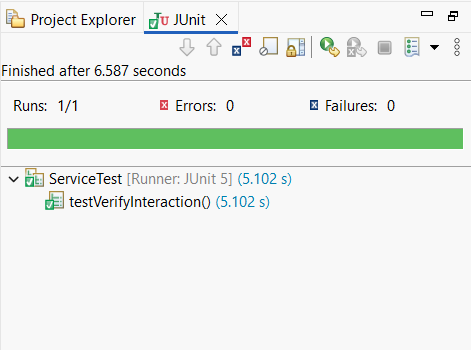 Project Explorer JUnit
Finished after 6.587 seconds
Runs: 1/1 Errors: 0 Failures: 0
ServiceTest [Runner: JUnit 5] (5.102 s)
testVerifyInteraction() (5.102 s)